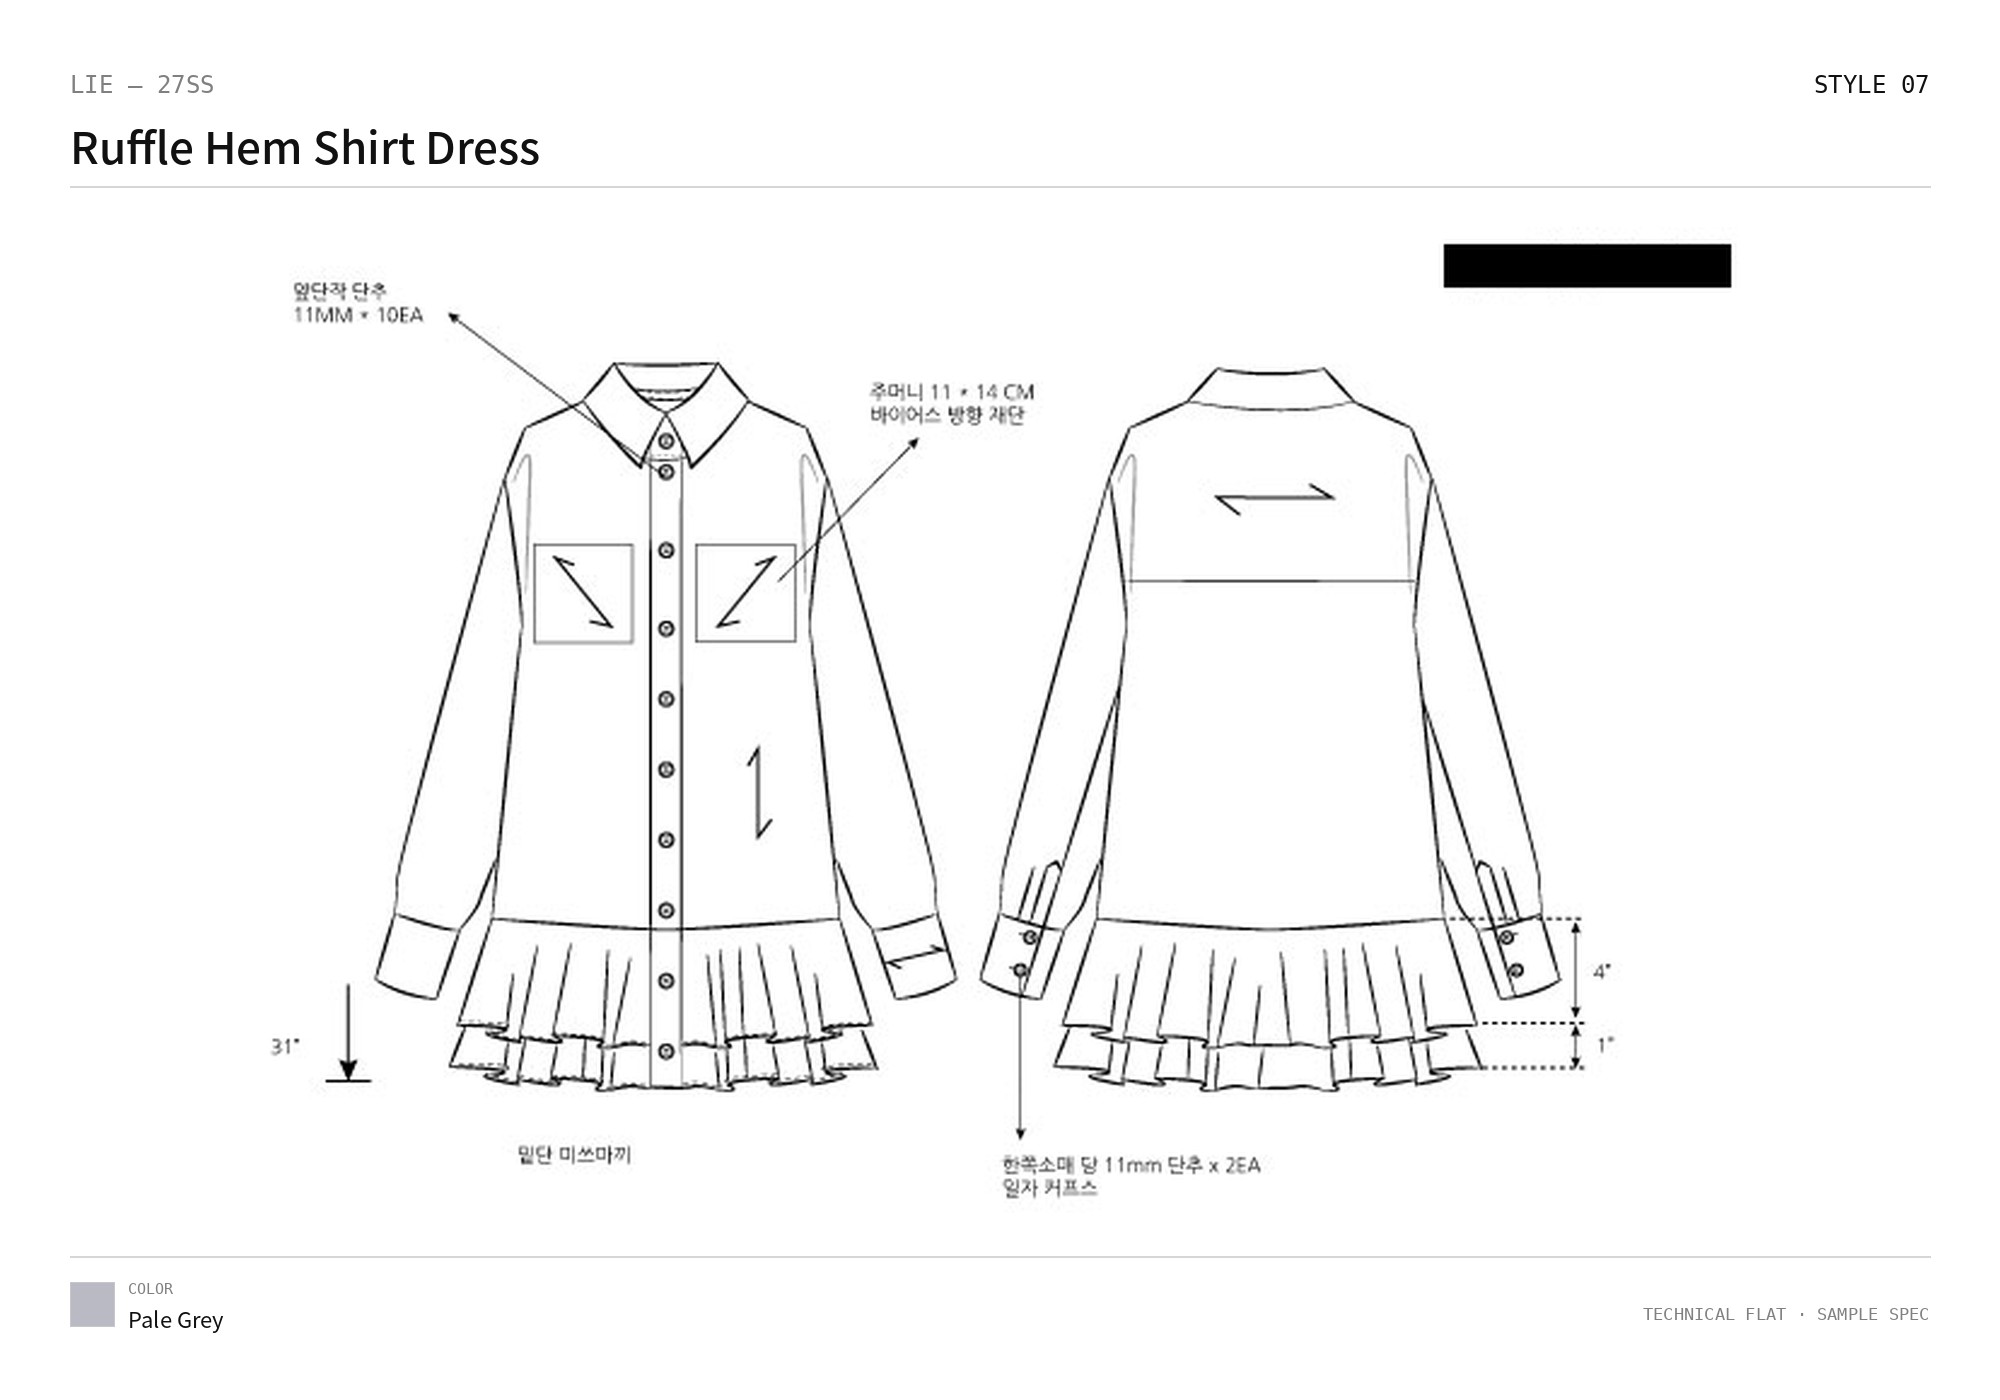 LIE — 27SS
STYLE 07
Ruffle Hem Shirt Dress
앞단작 단추
11MM * 10EA
주머니 11 * 14 CM
바이어스 방향 재단
4"
1"
31"
밑단 미쓰마끼
한쪽소매 당 11mm 단추 x 2EA
일자 커프스
COLOR
Pale Grey
TECHNICAL FLAT · SAMPLE SPEC